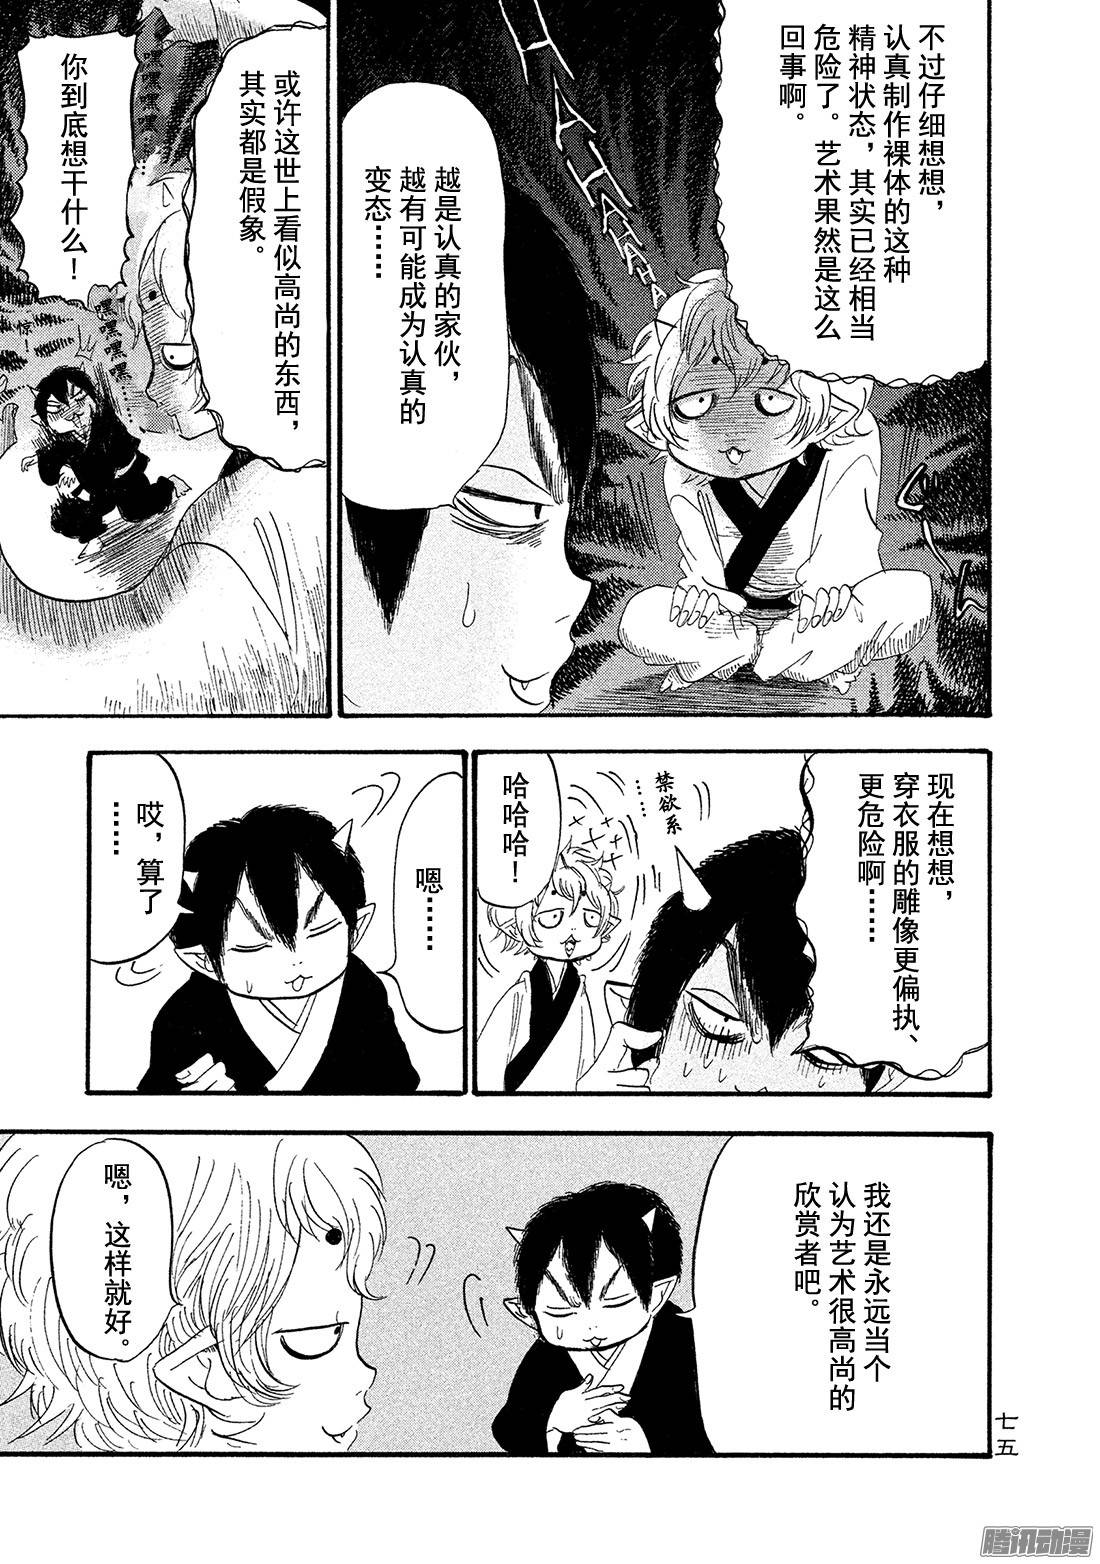 不过仔细想想，
认真制作裸体的这种
精神状态，其实已经相当
危险了。艺术果然是这么
回事啊。
HAHAHAHAHA
越是认真的家伙，
越有可能成为认真的
变态……
或许这世上看似高尚的东西，
其实都是假象。
嘿嘿嘿嘿……
你到底想干什么！
嘿嘿嘿嘿……
惊！
现在想想，
穿衣服的雕像更偏执、
更危险啊……
禁欲系
……
哈哈哈！
嗯……
哎，算了
……
我还是永远当个
认为艺术很高尚的
欣赏者吧。
嗯，这样就好。
七五
腾讯动漫